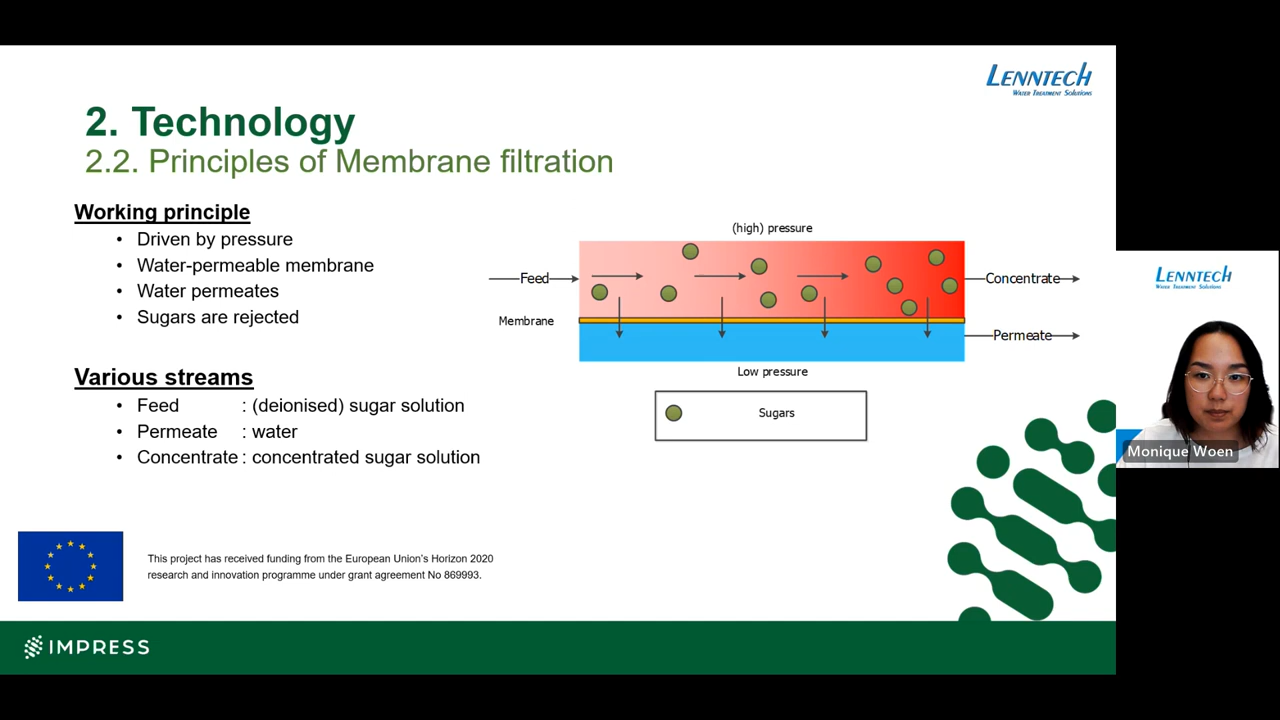 LENNTECH
WATER TREATMENT SOLUTIONS
2. Technology
2.2. Principles of Membrane filtration
Working principle
• Driven by pressure
• Water-permeable membrane
• Water permeates
• Sugars are rejected
Various streams
• Feed : (deionised) sugar solution
• Permeate : water
• Concentrate : concentrated sugar solution
(high) pressure
Feed
Concentrate
Membrane
Permeate
Low pressure
Sugars
LENNTECH
WATER TREATMENT SOLUTIONS
Monique Woen
This project has received funding from the European Union's Horizon 2020
research and innovation programme under grant agreement No 869993.
IMPRESS